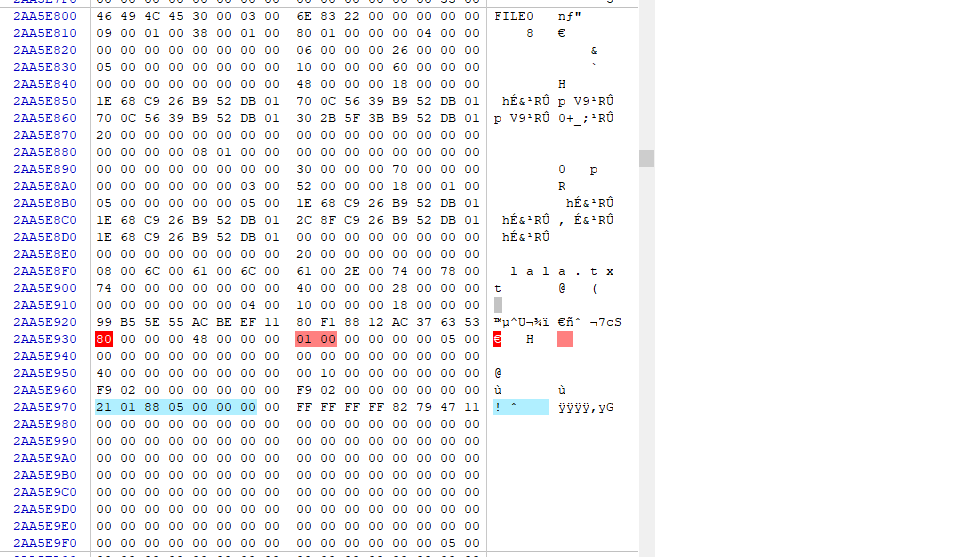 2AA5E800 46 49 4C 45 30 00 03 00 6E 83 22 00 00 00 00 00 FILE0 nƒ"
2AA5E810 09 00 01 00 38 00 01 00 80 01 00 00 00 04 00 00 8 €
2AA5E820 00 00 00 00 00 00 00 00 06 00 00 00 26 00 00 00 &
2AA5E830 05 00 00 00 00 00 00 00 10 00 00 00 60 00 00 00 `
2AA5E840 00 00 00 00 00 00 00 00 48 00 00 00 18 00 00 00 H
2AA5E850 1E 68 C9 26 B9 52 DB 01 70 0C 56 39 B9 52 DB 01 hÉ&¹RÛ p V9¹RÛ
2AA5E860 70 0C 56 39 B9 52 DB 01 30 2B 5F 3B B9 52 DB 01 p V9¹RÛ 0+_;¹RÛ
2AA5E870 20 00 00 00 00 00 00 00 00 00 00 00 00 00 00 00
2AA5E880 00 00 00 00 08 01 00 00 00 00 00 00 00 00 00 00
2AA5E890 00 00 00 00 00 00 00 00 30 00 00 00 70 00 00 00 0 p
2AA5E8A0 00 00 00 00 00 00 03 00 52 00 00 00 18 00 01 00 R
2AA5E8B0 05 00 00 00 00 00 05 00 1E 68 C9 26 B9 52 DB 01 hÉ&¹RÛ
2AA5E8C0 1E 68 C9 26 B9 52 DB 01 2C 8F C9 26 B9 52 DB 01 hÉ&¹RÛ , É&¹RÛ
2AA5E8D0 1E 68 C9 26 B9 52 DB 01 00 00 00 00 00 00 00 00 hÉ&¹RÛ
2AA5E8E0 00 00 00 00 00 00 00 00 20 00 00 00 00 00 00 00
2AA5E8F0 08 00 6C 00 61 00 6C 00 61 00 2E 00 74 00 78 00 l a l a . t x
2AA5E900 74 00 00 00 00 00 00 00 40 00 00 00 28 00 00 00 t @ (
2AA5E910 00 00 00 00 00 00 04 00 10 00 00 00 18 00 00 00
2AA5E920 99 B5 5E 55 AC BE EF 11 80 F1 88 12 AC 37 63 53 ™µ^U¬¾ï €ñˆ ¬7cS
2AA5E930 80 00 00 00 48 00 00 00 01 00 00 00 00 00 05 00 € H
2AA5E940 00 00 00 00 00 00 00 00 00 00 00 00 00 00 00 00
2AA5E950 40 00 00 00 00 00 00 00 00 10 00 00 00 00 00 00 @
2AA5E960 F9 02 00 00 00 00 00 00 F9 02 00 00 00 00 00 00 ù ù
2AA5E970 21 01 88 05 00 00 00 00 FF FF FF FF 82 79 47 11 ! ˆ ÿÿÿÿ‚yG
2AA5E980 00 00 00 00 00 00 00 00 00 00 00 00 00 00 00 00
2AA5E990 00 00 00 00 00 00 00 00 00 00 00 00 00 00 00 00
2AA5E9A0 00 00 00 00 00 00 00 00 00 00 00 00 00 00 00 00
2AA5E9B0 00 00 00 00 00 00 00 00 00 00 00 00 00 00 00 00
2AA5E9C0 00 00 00 00 00 00 00 00 00 00 00 00 00 00 00 00
2AA5E9D0 00 00 00 00 00 00 00 00 00 00 00 00 00 00 00 00
2AA5E9E0 00 00 00 00 00 00 00 00 00 00 00 00 00 00 00 00
2AA5E9F0 00 00 00 00 00 00 00 00 00 00 00 00 00 00 05 00